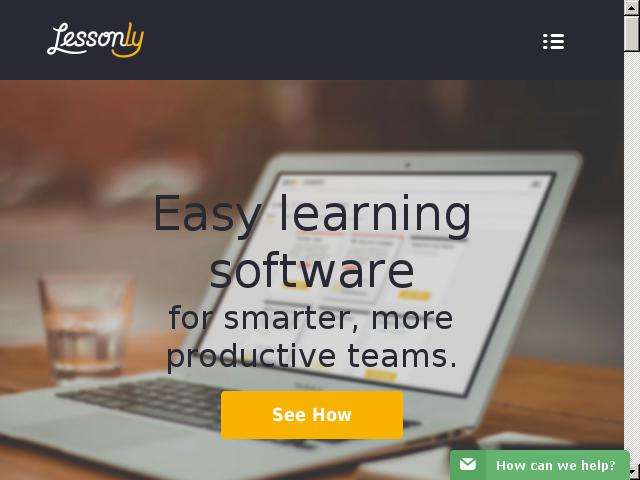 Lessonly
Easy learning
software
for smarter, more
productive teams.
See How
How can we help?